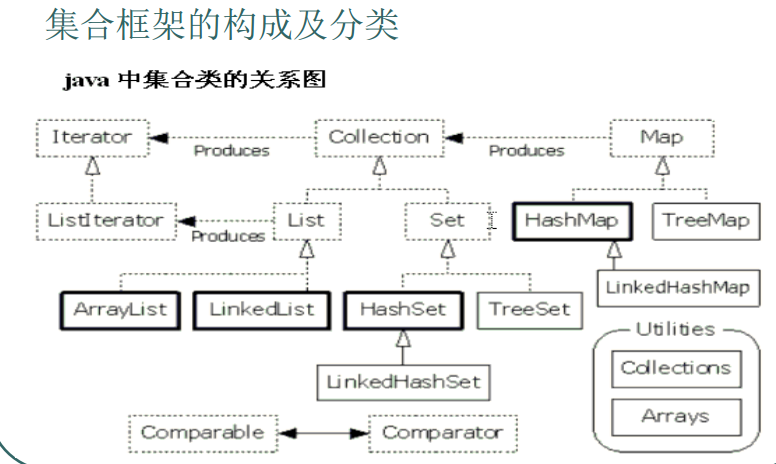 集合框架的构成及分类
java 中集合类的关系图
Iterator
Produces
Collection
Produces
Map
ListIterator
Produces
List
Set
HashMap
TreeMap
ArrayList
LinkedList
HashSet
TreeSet
LinkedHashMap
LinkedHashSet
Utilities
Collections
Arrays
Comparable
Comparator